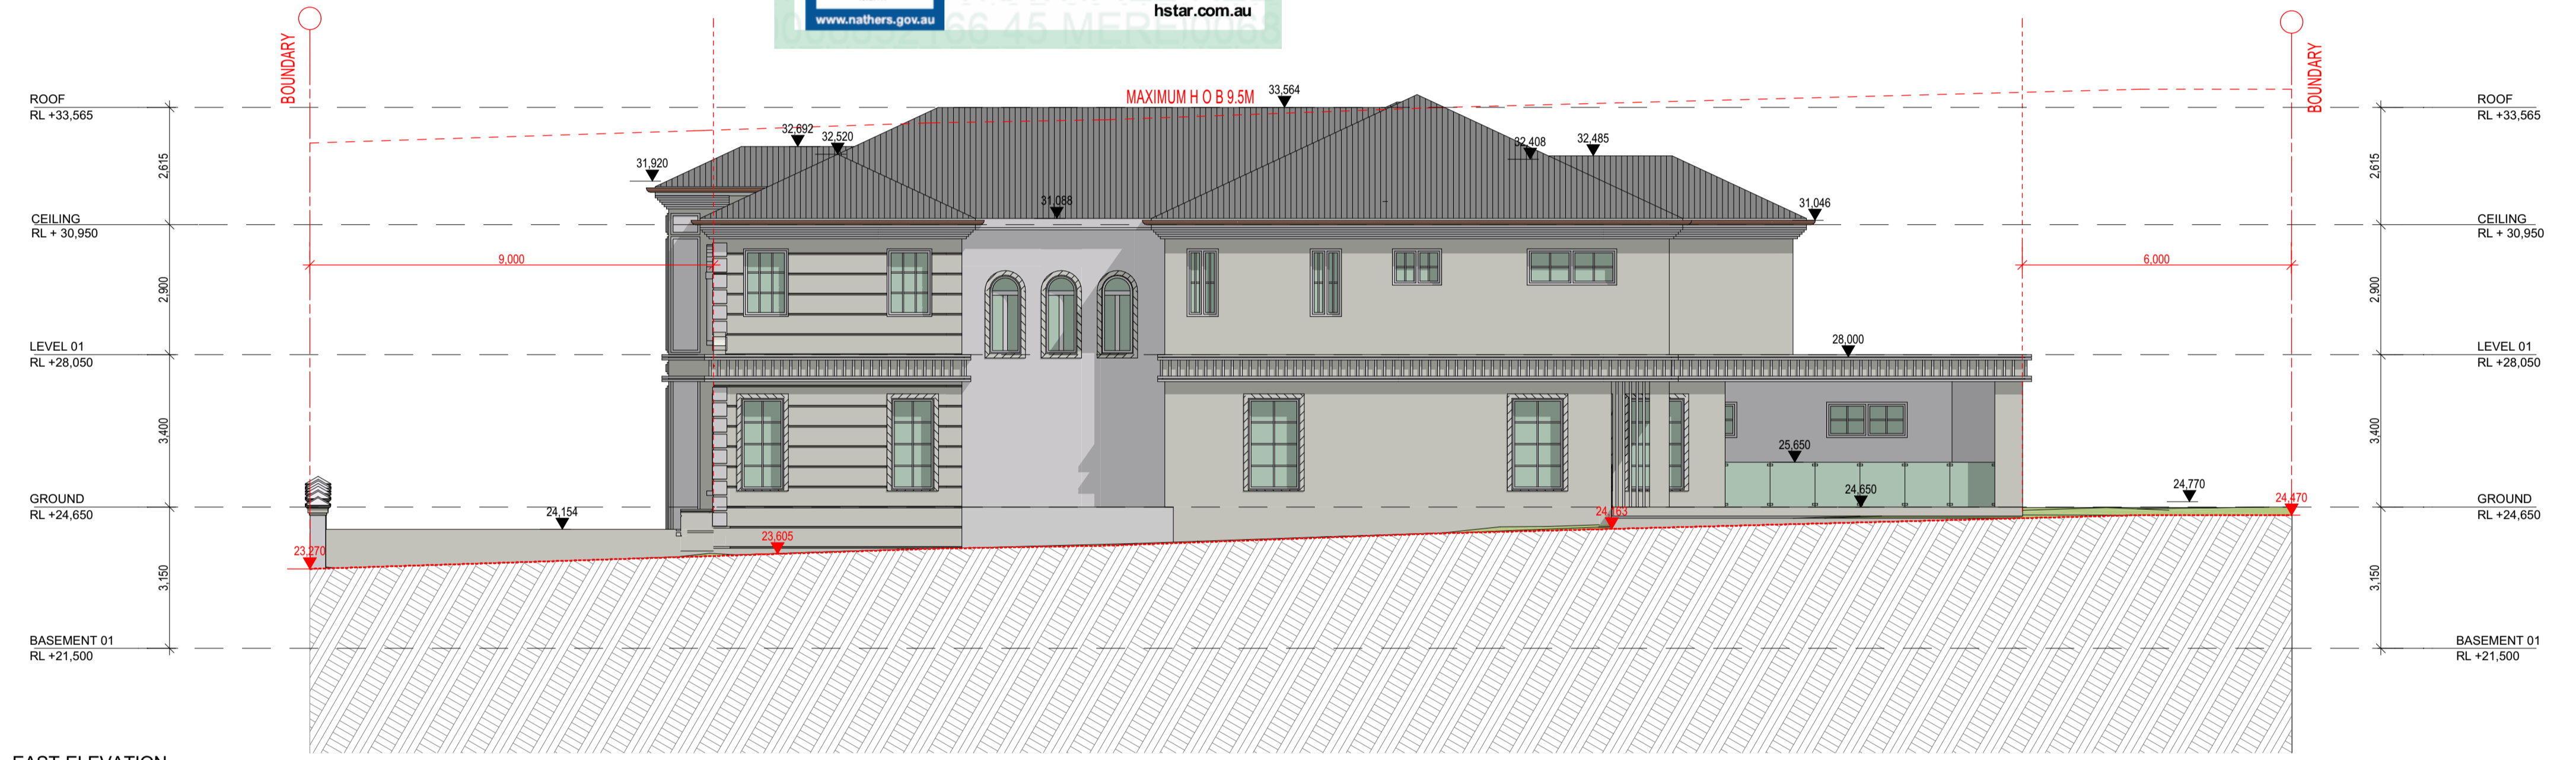 www.nathers.gov.au
hstar.com.au
BOUNDARY
BOUNDARY
MAXIMUM H O B 9.5M
33,564
ROOF
RL +33,565
ROOF
RL +33,565
32,692
32,520
32,408
32,485
31,920
2,615
2,615
31,088
31,046
CEILING
RL + 30,950
CEILING
RL + 30,950
9,000
6,000
2,900
2,900
LEVEL 01
RL +28,050
28,000
LEVEL 01
RL +28,050
3,400
3,400
25,650
GROUND
RL +24,650
24,154
24,650
24,770
24,470
GROUND
RL +24,650
24,163
23,605
23,270
3,150
3,150
BASEMENT 01
RL +21,500
BASEMENT 01
RL +21,500
EAST ELEVATION